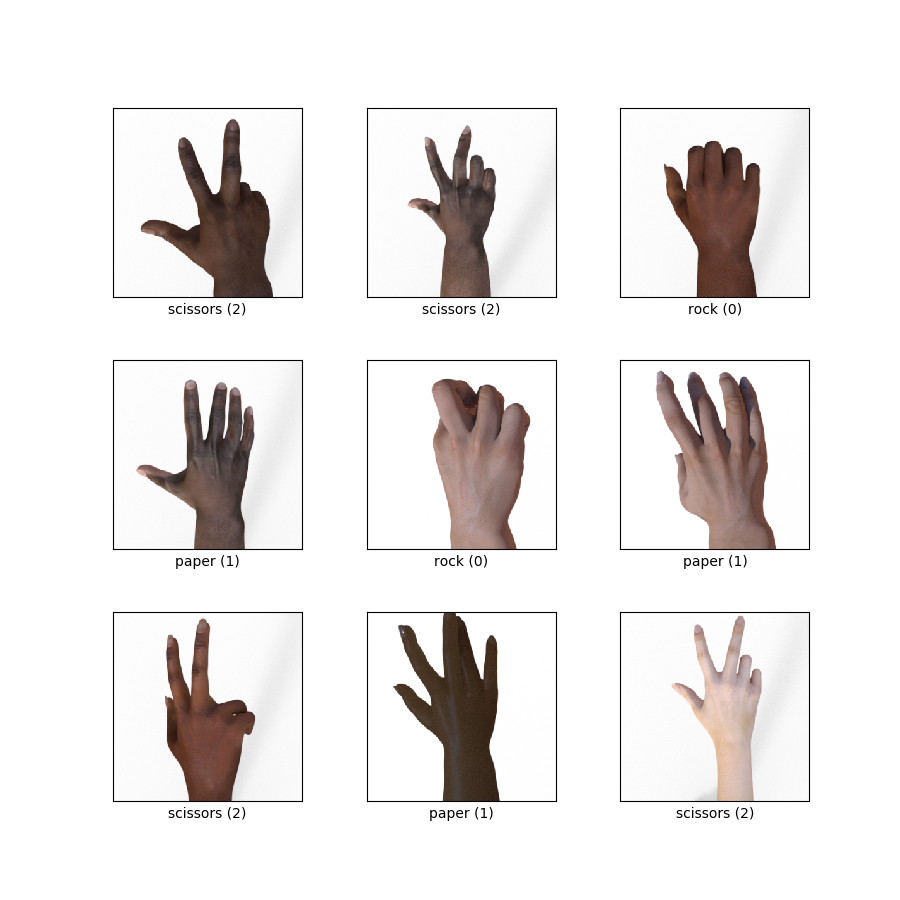 scissors (2)
scissors (2)
rock (0)
paper (1)
rock (0)
paper (1)
scissors (2)
paper (1)
scissors (2)